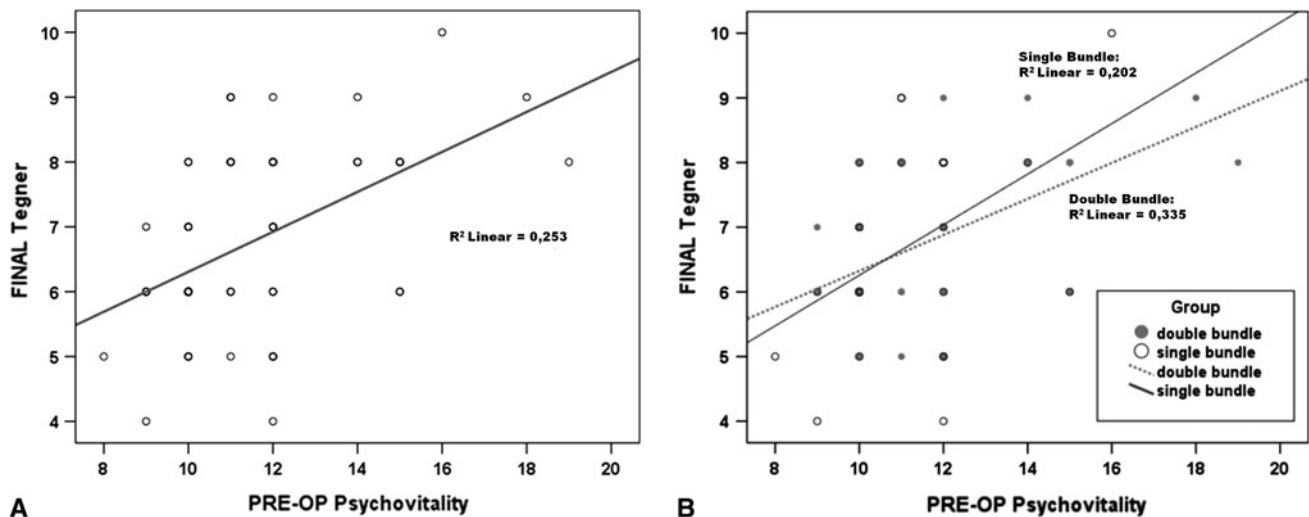 10
9
8
7
6
5
4
FINAL Tegner
R² Linear = 0,253
8 10 12 14 16 18 20
PRE-OP Psychovitality
A
10
9
8
7
6
5
4
FINAL Tegner
Single Bundle:
R² Linear = 0,202
Double Bundle:
R² Linear = 0,335
Group
double bundle
single bundle
double bundle
single bundle
8 10 12 14 16 18 20
PRE-OP Psychovitality
B